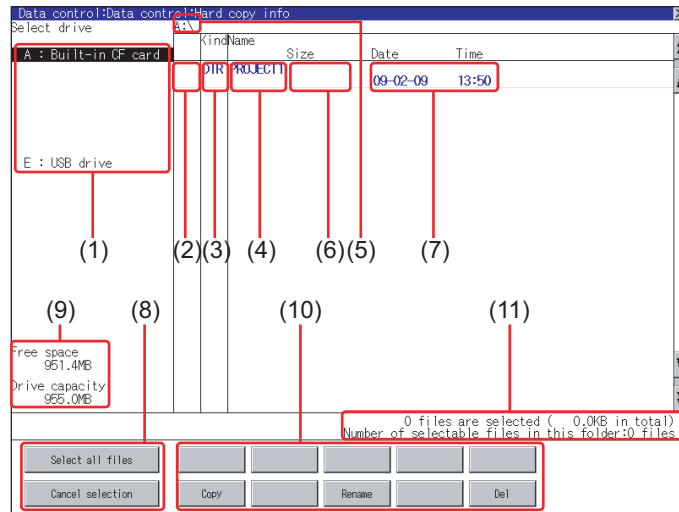 Data control:Data control:Hard copy info
Select drive
A:\
Kind Name
Size Date Time
A : Built-in CF card
DIR PROJECT1
09-02-09 13:50
E : USB drive
(1) (2) (3) (4) (6) (5) (7)
(9) (8) (10) (11)
Free space
951.4MB
Drive capacity
955.0MB
0 files are selected ( 0.0KB in total)
Number of selectable files in this folder:0 files
Select all files
Cancel selection Copy Rename Del